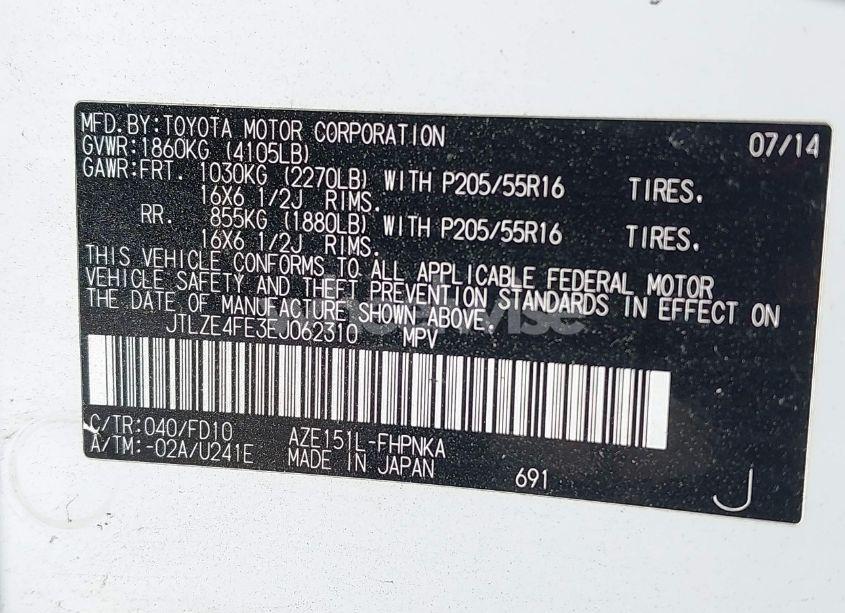 MFD.BY:TOYOTA MOTOR CORPORATION 07/14
GVWR:1860KG (4105LB)
GAWR:FRT. 1030KG (2270LB) WITH P205/55R16 TIRES.
16X6 1/2J RIMS.
RR. 855KG (1880LB) WITH P205/55R16 TIRES.
16X6 1/2J RIMS.
THIS VEHICLE CONFORMS TO ALL APPLICABLE FEDERAL MOTOR
VEHICLE SAFETY AND THEFT PREVENTION STANDARDS IN EFFECT ON
THE DATE OF MANUFACTURE SHOWN ABOVE.
JTLZE4FE3EJ062310 MPV
C/TR:040/FD10 AZE151L-FHPNKA
A/TM:-02A/U241E MADE IN JAPAN 691 J